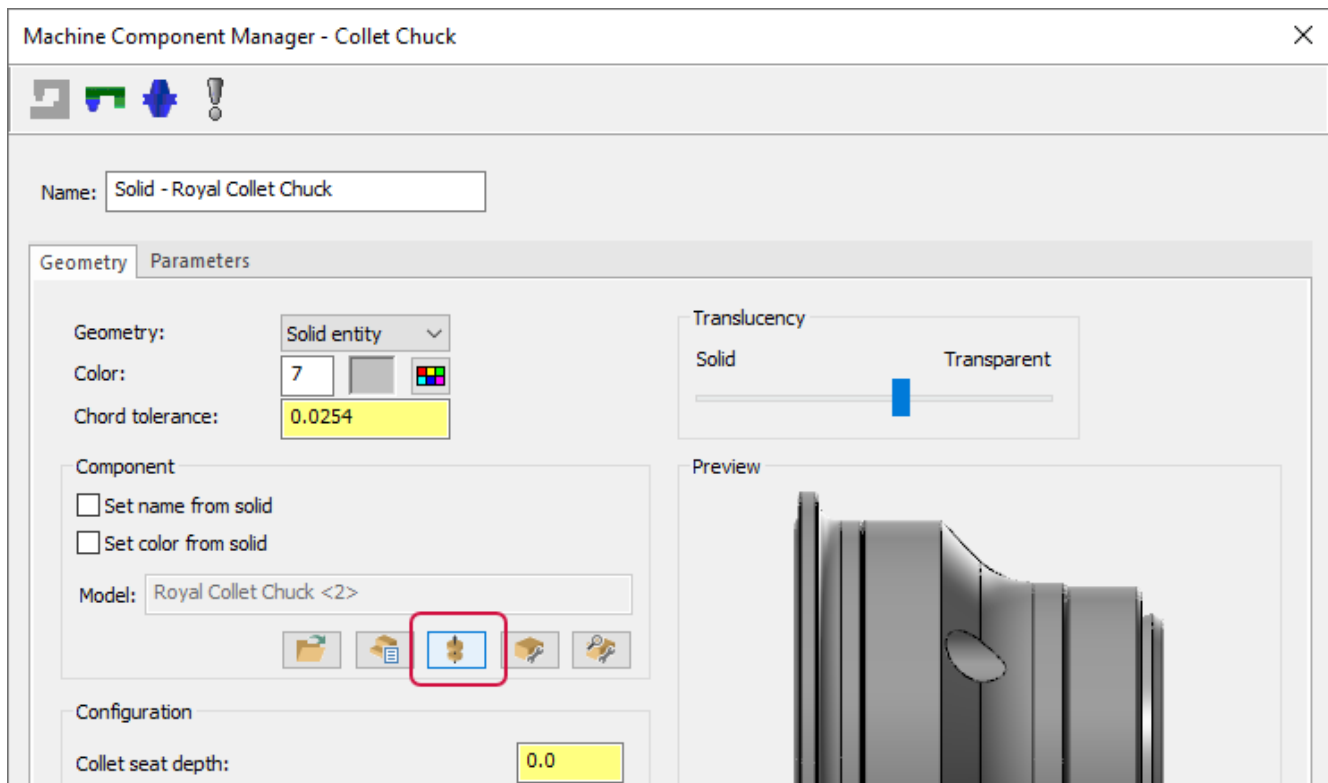 Machine Component Manager - Collet Chuck
Name: Solid - Royal Collet Chuck
Geometry Parameters
Geometry: Solid entity
Color: 7
Chord tolerance: 0.0254
Translucency
Solid Transparent
Component
Set name from solid
Set color from solid
Model: Royal Collet Chuck <2>
Preview
Configuration
Collet seat depth: 0.0